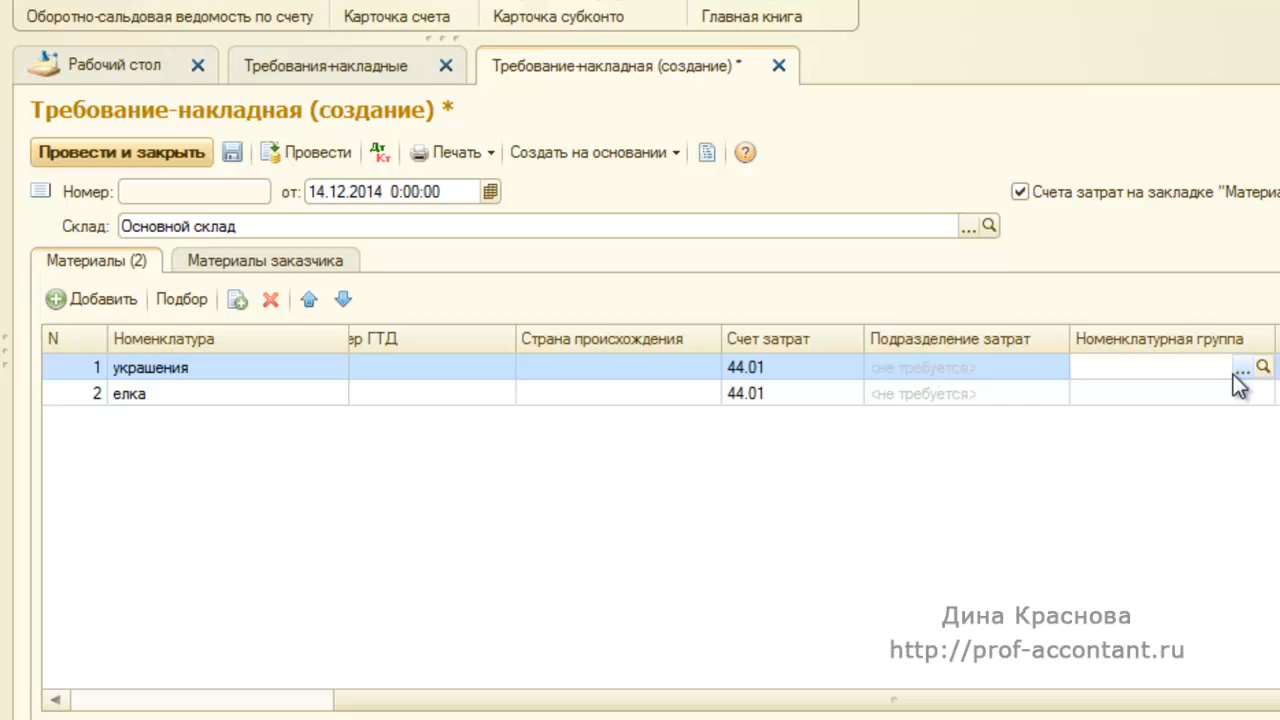 Оборотно-сальдовая ведомость по счету Карточка счета Карточка субконто Главная книга
Рабочий стол Требования-накладные Требование-накладная (создание) *
Требование-накладная (создание) *
Провести и закрыть Дт Кт Провести Печать Создать на основании ?
Номер: от: 14.12.2014 0:00:00 Счета затрат на закладке "Материа
Склад: Основной склад ...
Материалы (2) Материалы заказчика
Добавить Подбор
N Номенклатура ер ГТД Страна происхождения Счет затрат Подразделение затрат Номенклатурная группа
1 украшения 44.01 <не требуется> ...
2 елка 44.01 <не требуется>
Дина Краснова
http://prof-accontant.ru